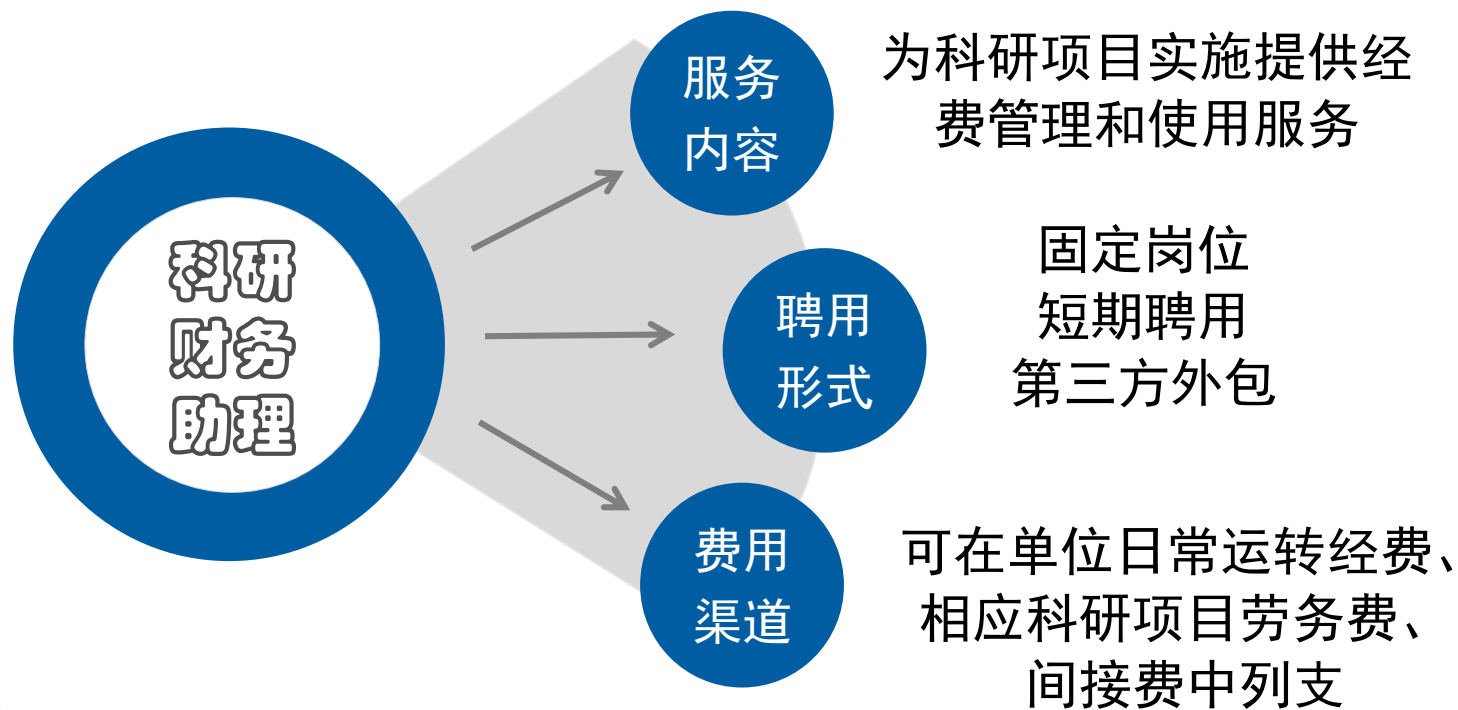 科研
财务
助理
服务
内容
为科研项目实施提供经
费管理和使用服务
聘用
形式
固定岗位
短期聘用
第三方外包
费用
渠道
可在单位日常运转经费、
相应科研项目劳务费、
间接费中列支